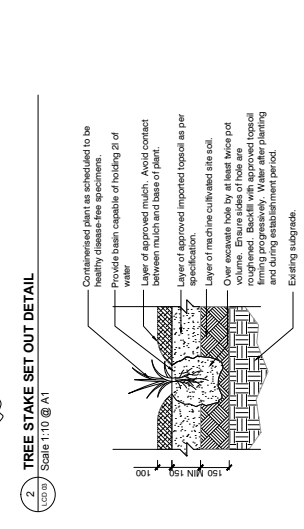 2
LCD 03
TREE STAKE SET OUT DETAIL
Scale 1:10 @ A1
Containerised plant as scheduled to be
healthy disease-free specimens.
Provide basin capable of holding 2l of
water
Layer of approved mulch. Avoid contact
between mulch and base of plant.
Layer of approved imported topsoil as per
specification.
Layer of machine cultivated site soil.
Over excavate hole by at least twice pot
volume. Ensure sides of hole are
roughened. Backfill with approved topsoil
firming progressively. Water after planting
and during establishment period.
Existing subgrade.
100
150 MIN
150